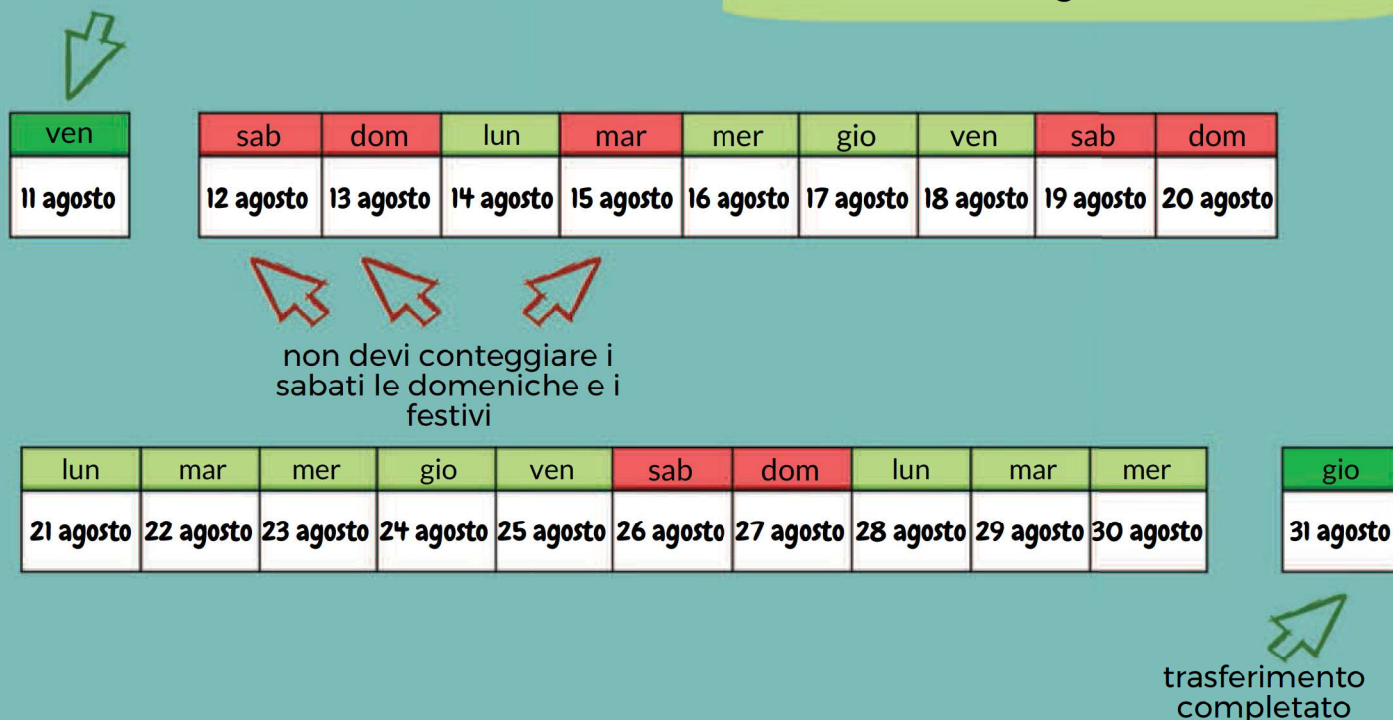 ven
11 agosto
sab dom lun mar mer gio ven sab dom
12 agosto 13 agosto 14 agosto 15 agosto 16 agosto 17 agosto 18 agosto 19 agosto 20 agosto
non devi conteggiare i
sabati le domeniche e i
festivi
lun mar mer gio ven sab dom lun mar mer
21 agosto 22 agosto 23 agosto 24 agosto 25 agosto 26 agosto 27 agosto 28 agosto 29 agosto 30 agosto
gio
31 agosto
trasferimento
completato